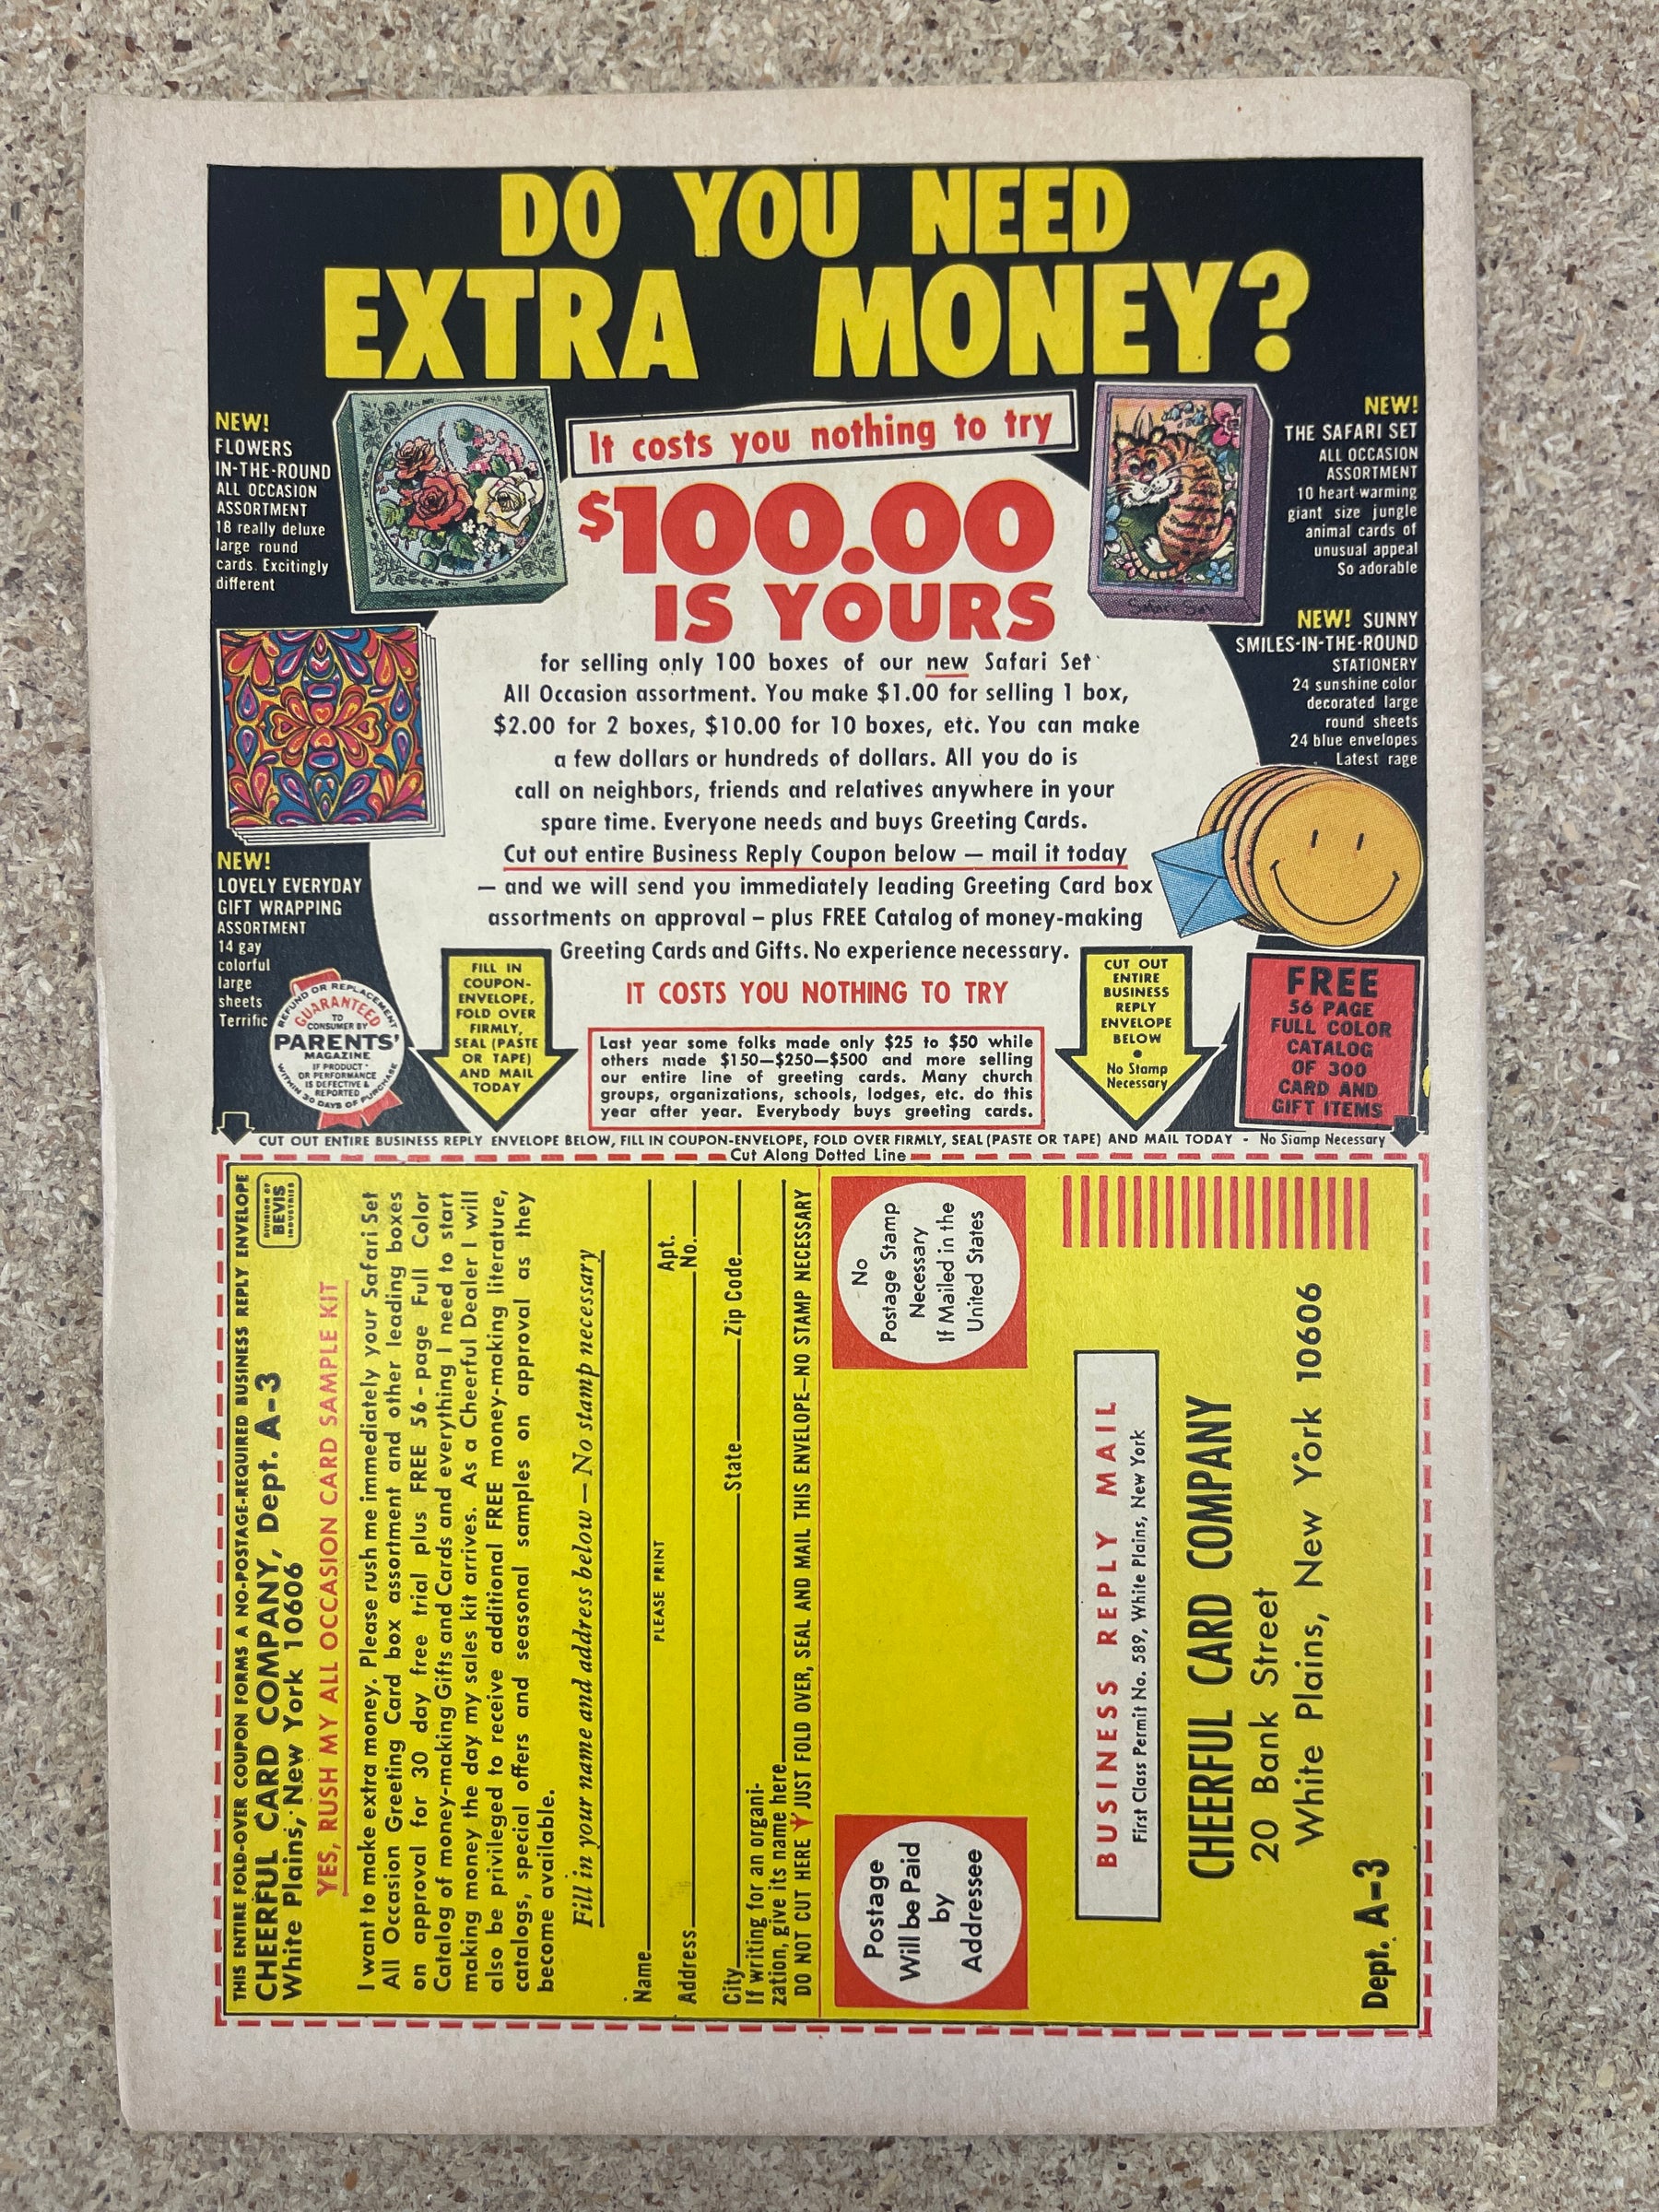 DO YOU NEED
EXTRA MONEY?
It costs you nothing to try
NEW!
FLOWERS
IN-THE-ROUND
ALL OCCASION
ASSORTMENT
18 really deluxe
large round
cards. Excitingly
different
NEW!
THE SAFARI SET
ALL OCCASION
ASSORTMENT
10 heart-warming
giant size jungle
animal cards of
unusual appeal
So adorable
Safari Set
$100.00
IS YOURS
for selling only 100 boxes of our new Safari Set
All Occasion assortment. You make $1.00 for selling 1 box,
$2.00 for 2 boxes, $10.00 for 10 boxes, etc. You can make
a few dollars or hundreds of dollars. All you do is
call on neighbors, friends and relatives anywhere in your
spare time. Everyone needs and buys Greeting Cards.
Cut out entire Business Reply Coupon below — mail it today
— and we will send you immediately leading Greeting Card box
assortments on approval – plus FREE Catalog of money-making
Greeting Cards and Gifts. No experience necessary.
IT COSTS YOU NOTHING TO TRY
NEW! SUNNY
SMILES-IN-THE-ROUND
STATIONERY
24 sunshine color
decorated large
round sheets
24 blue envelopes
Latest rage
NEW!
LOVELY EVERYDAY
GIFT WRAPPING
ASSORTMENT
14 gay
colorful
large
sheets
Terrific
REFUND OR REPLACEMENT
GUARANTEED
TO
CONSUMER BY
PARENTS'
MAGAZINE
IF PRODUCT
OR PERFORMANCE
IS DEFECTIVE &
REPORTED
WITHIN 30 DAYS OF PURCHASE
FILL IN
COUPON-
ENVELOPE,
FOLD OVER
FIRMLY,
SEAL (PASTE
OR TAPE)
AND MAIL
TODAY
Last year some folks made only $25 to $50 while
others made $150—$250—$500 and more selling
our entire line of greeting cards. Many church
groups, organizations, schools, lodges, etc. do this
year after year. Everybody buys greeting cards.
CUT OUT
ENTIRE
BUSINESS
REPLY
ENVELOPE
BELOW
•
No Stamp
Necessary
FREE
56 PAGE
FULL COLOR
CATALOG
OF 300
CARD AND
GIFT ITEMS
CUT OUT ENTIRE BUSINESS REPLY ENVELOPE BELOW, FILL IN COUPON-ENVELOPE, FOLD OVER FIRMLY, SEAL (PASTE OR TAPE) AND MAIL TODAY - No Stamp Necessary
Cut Along Dotted Line
THIS ENTIRE FOLD-OVER COUPON FORMS A NO-POSTAGE-REQUIRED BUSINESS REPLY ENVELOPE
CHEERFUL CARD COMPANY, Dept. A-3
White Plains, New York 10606
DIVISION OF
BEVIS
INDUSTRIES
YES, RUSH MY ALL OCCASION CARD SAMPLE KIT
I want to make extra money. Please rush me immediately your Safari Set
All Occasion Greeting Card box assortment and other leading boxes
on approval for 30 day free trial plus FREE 56-page Full Color
Catalog of money-making Gifts and Cards and everything I need to start
making money the day my sales kit arrives. As a Cheerful Dealer I will
also be privileged to receive additional FREE money-making literature,
catalogs, special offers and seasonal samples on approval as they
become available.
Fill in your name and address below — No stamp necessary
Name
PLEASE PRINT
Address Apt. No.
City State Zip Code
If writing for an organi-
zation, give its name here
DO NOT CUT HERE JUST FOLD OVER, SEAL AND MAIL THIS ENVELOPE—NO STAMP NECESSARY
Postage
Will be Paid
by
Addressee
No
Postage Stamp
Necessary
If Mailed in the
United States
BUSINESS REPLY MAIL
First Class Permit No. 589, White Plains, New York
CHEERFUL CARD COMPANY
20 Bank Street
White Plains, New York 10606
Dept. A-3